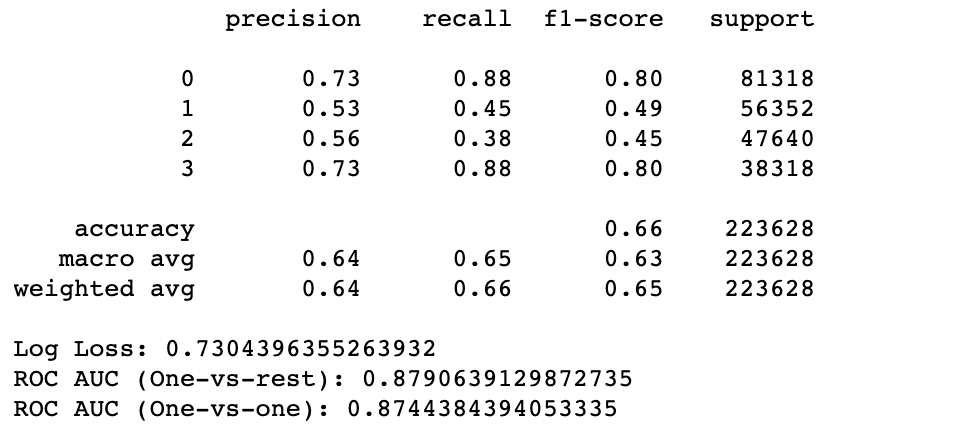 precision recall f1-score support
0 0.73 0.88 0.80 81318
1 0.53 0.45 0.49 56352
2 0.56 0.38 0.45 47640
3 0.73 0.88 0.80 38318
accuracy 0.66 223628
macro avg 0.64 0.65 0.63 223628
weighted avg 0.64 0.66 0.65 223628
Log Loss: 0.7304396355263932
ROC AUC (One-vs-rest): 0.8790639129872735
ROC AUC (One-vs-one): 0.8744384394053335